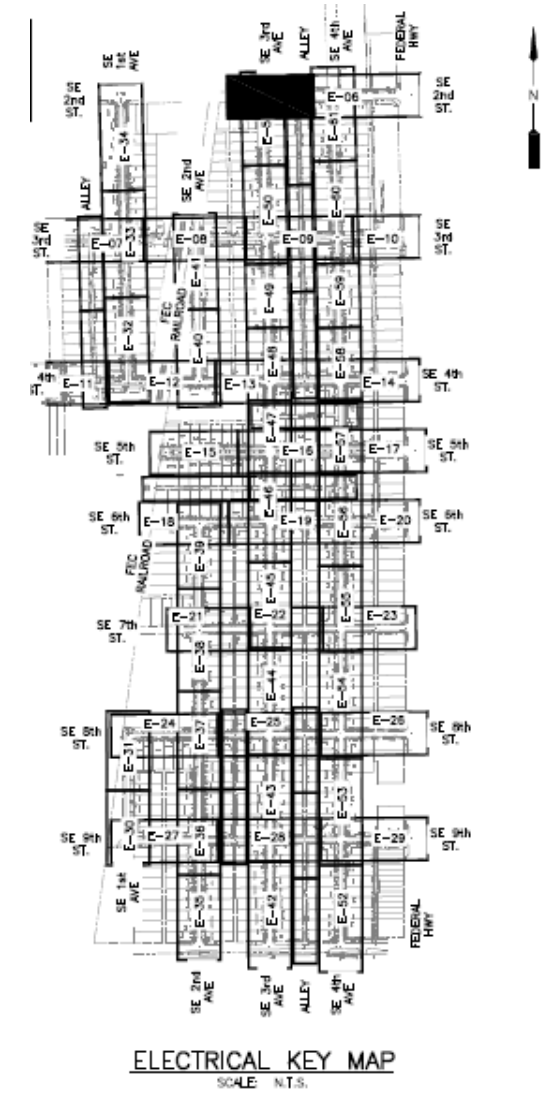 SE 1st AVE
SE 3rd AVE
ALLEY
SE 4th AVE
FEDERAL HWY
SE 2nd ST.
E-06
SE 2nd ST.
N
E-61
E-34
SE 2nd AVE
ALLEY
E-50
E-60
SE 3rd ST.
E-07
E-33
E-08
E-09
E-10
SE 3rd ST.
E-41
E-49
E-59
FEC RAILROAD
E-32
E-40
E-48
E-58
4th ST.
E-11
E-12
E-13
E-14
SE 4th ST.
E-47
SE 5th ST.
E-15
E-16
E-57
E-17
SE 5th ST.
E-46
SE 6th ST.
E-18
E-19
E-56
E-20
SE 6th ST.
FEC RAILROAD
E-39
E-45
E-55
SE 7th ST.
E-21
E-22
E-23
E-38
E-44
E-54
SE 8th ST.
E-24
E-37
E-25
E-26
SE 8th ST.
E-31
E-43
E-53
SE 9th ST.
E-30
E-27
E-36
E-28
E-29
SE 9th ST.
SE 1st AVE
E-35
E-42
E-52
FEDERAL HWY
SE 2nd AVE
SE 3rd AVE
ALLEY
SE 4th AVE
ELECTRICAL KEY MAP
SCALE: N.T.S.